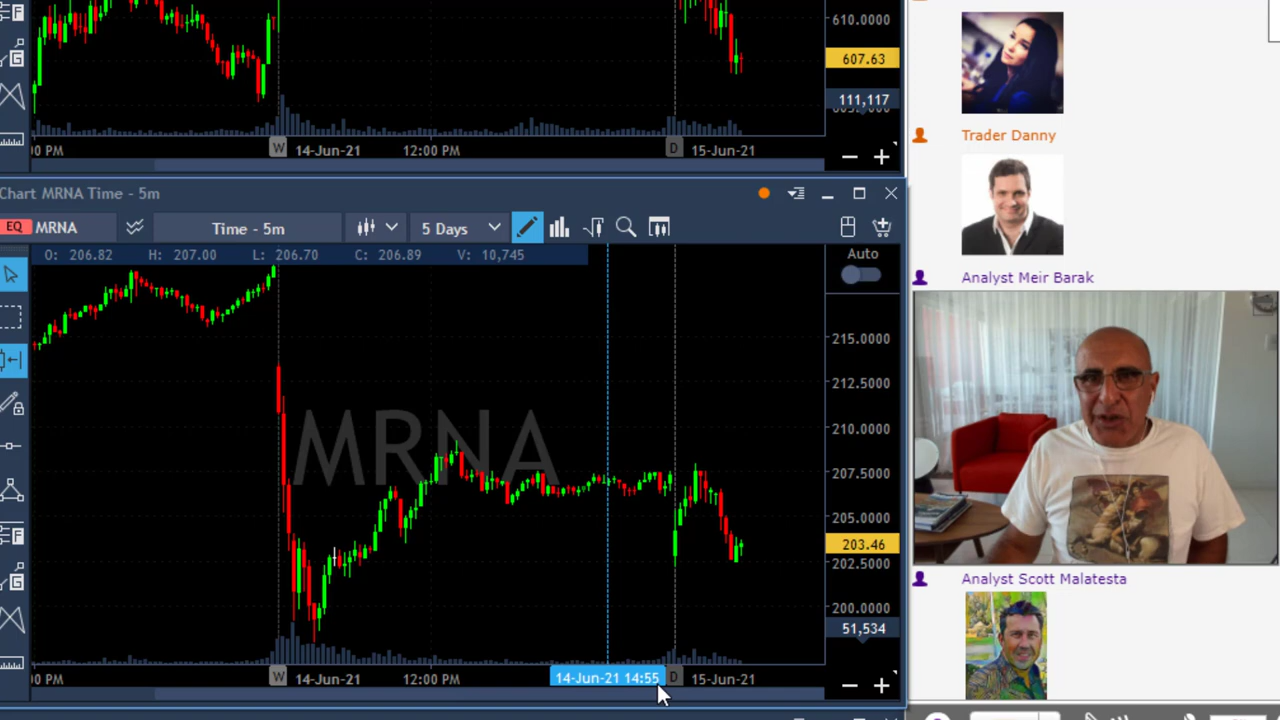 610.0000
607.63
111,117
00 PM
W
14-Jun-21
12:00 PM
D
15-Jun-21
Trader Danny
Chart MRNA Time - 5m
EQ MRNA
Time - 5m
5 Days
O: 206.82 H: 207.00 L: 206.70 C: 206.89 V: 10,745
Auto
Analyst Meir Barak
215.0000
212.5000
210.0000
207.5000
205.0000
203.46
202.5000
200.0000
51,534
MRNA
00 PM
W
14-Jun-21
12:00 PM
14-Jun-21 14:55
D
15-Jun-21
Analyst Scott Malatesta
F
G
F
G